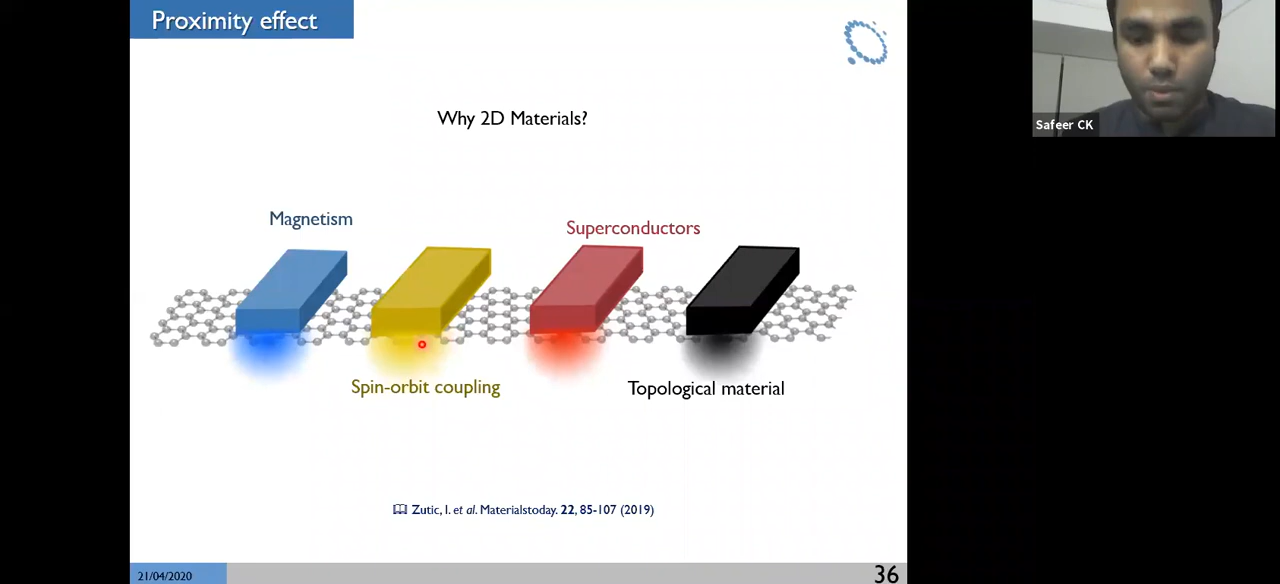 Proximity effect
Safeer CK
Why 2D Materials?
Magnetism
Superconductors
Spin-orbit coupling
Topological material
Zutic, I. et al. Materialstoday. 22, 85-107 (2019)
21/04/2020
36